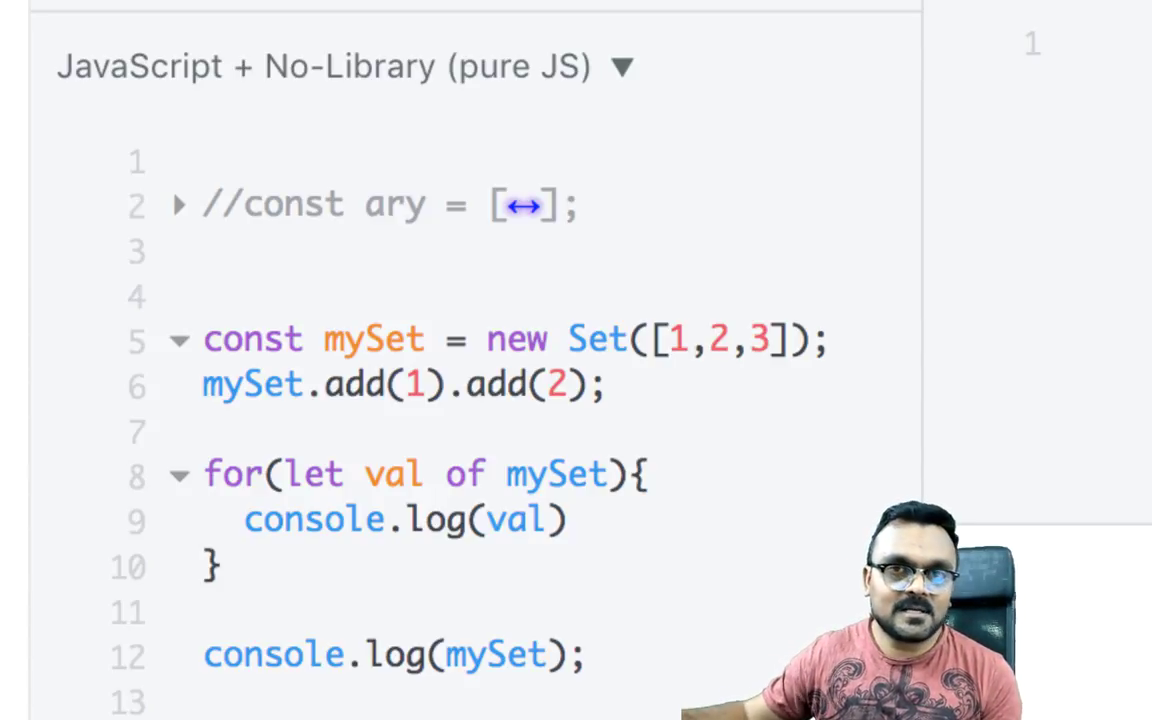 JavaScript + No-Library (pure JS) ▼
1
1
2 //const ary = [↔];
3
4
5 const mySet = new Set([1,2,3]);
6 mySet.add(1).add(2);
7
8 for(let val of mySet){
9 console.log(val)
10 }
11
12 console.log(mySet);
13